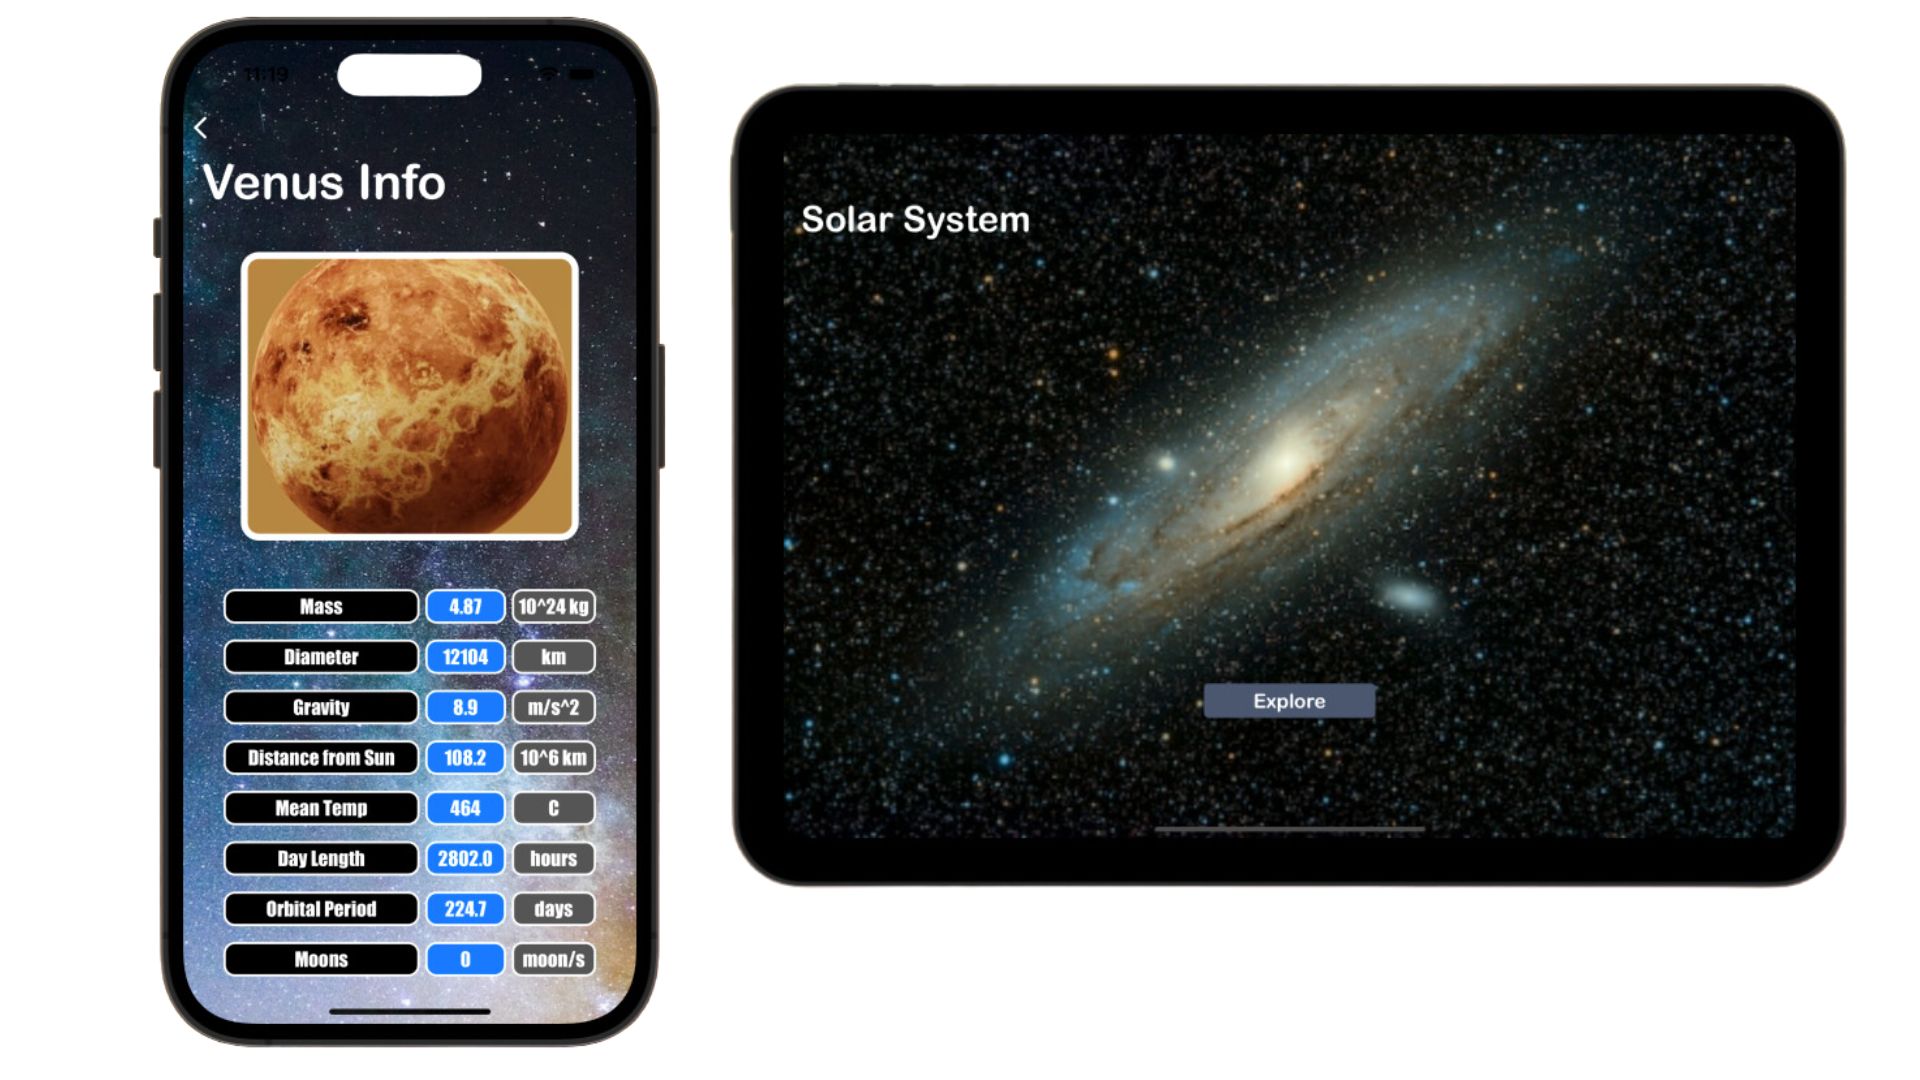 11:19
Venus Info
Mass 4.87 10^24 kg
Diameter 12104 km
Gravity 8.9 m/s^2
Distance from Sun 108.2 10^6 km
Mean Temp 464 C
Day Length 2802.0 hours
Orbital Period 224.7 days
Moons 0 moon/s
Solar System
Explore